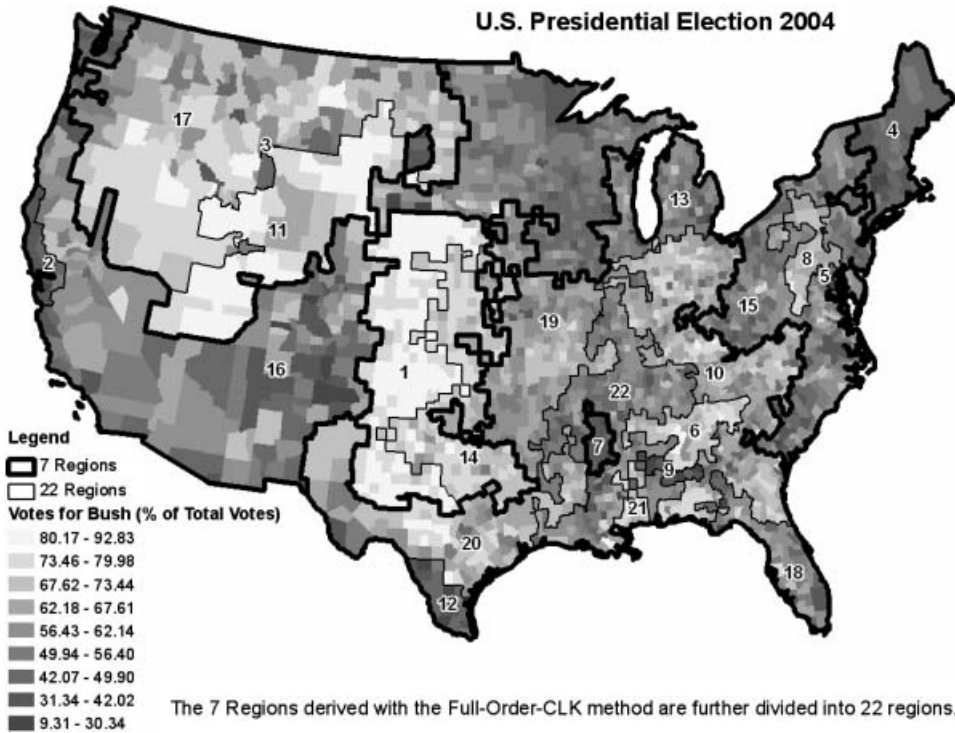 U.S. Presidential Election 2004
4
17
3
13
11
8
2
5
15
19
16
1
10
22
6
7
14
9
21
20
18
12
Legend
7 Regions
22 Regions
Votes for Bush (% of Total Votes)
80.17 - 92.83
73.46 - 79.98
67.62 - 73.44
62.18 - 67.61
56.43 - 62.14
49.94 - 56.40
42.07 - 49.90
31.34 - 42.02
9.31 - 30.34
The 7 Regions derived with the Full-Order-CLK method are further divided into 22 regions.